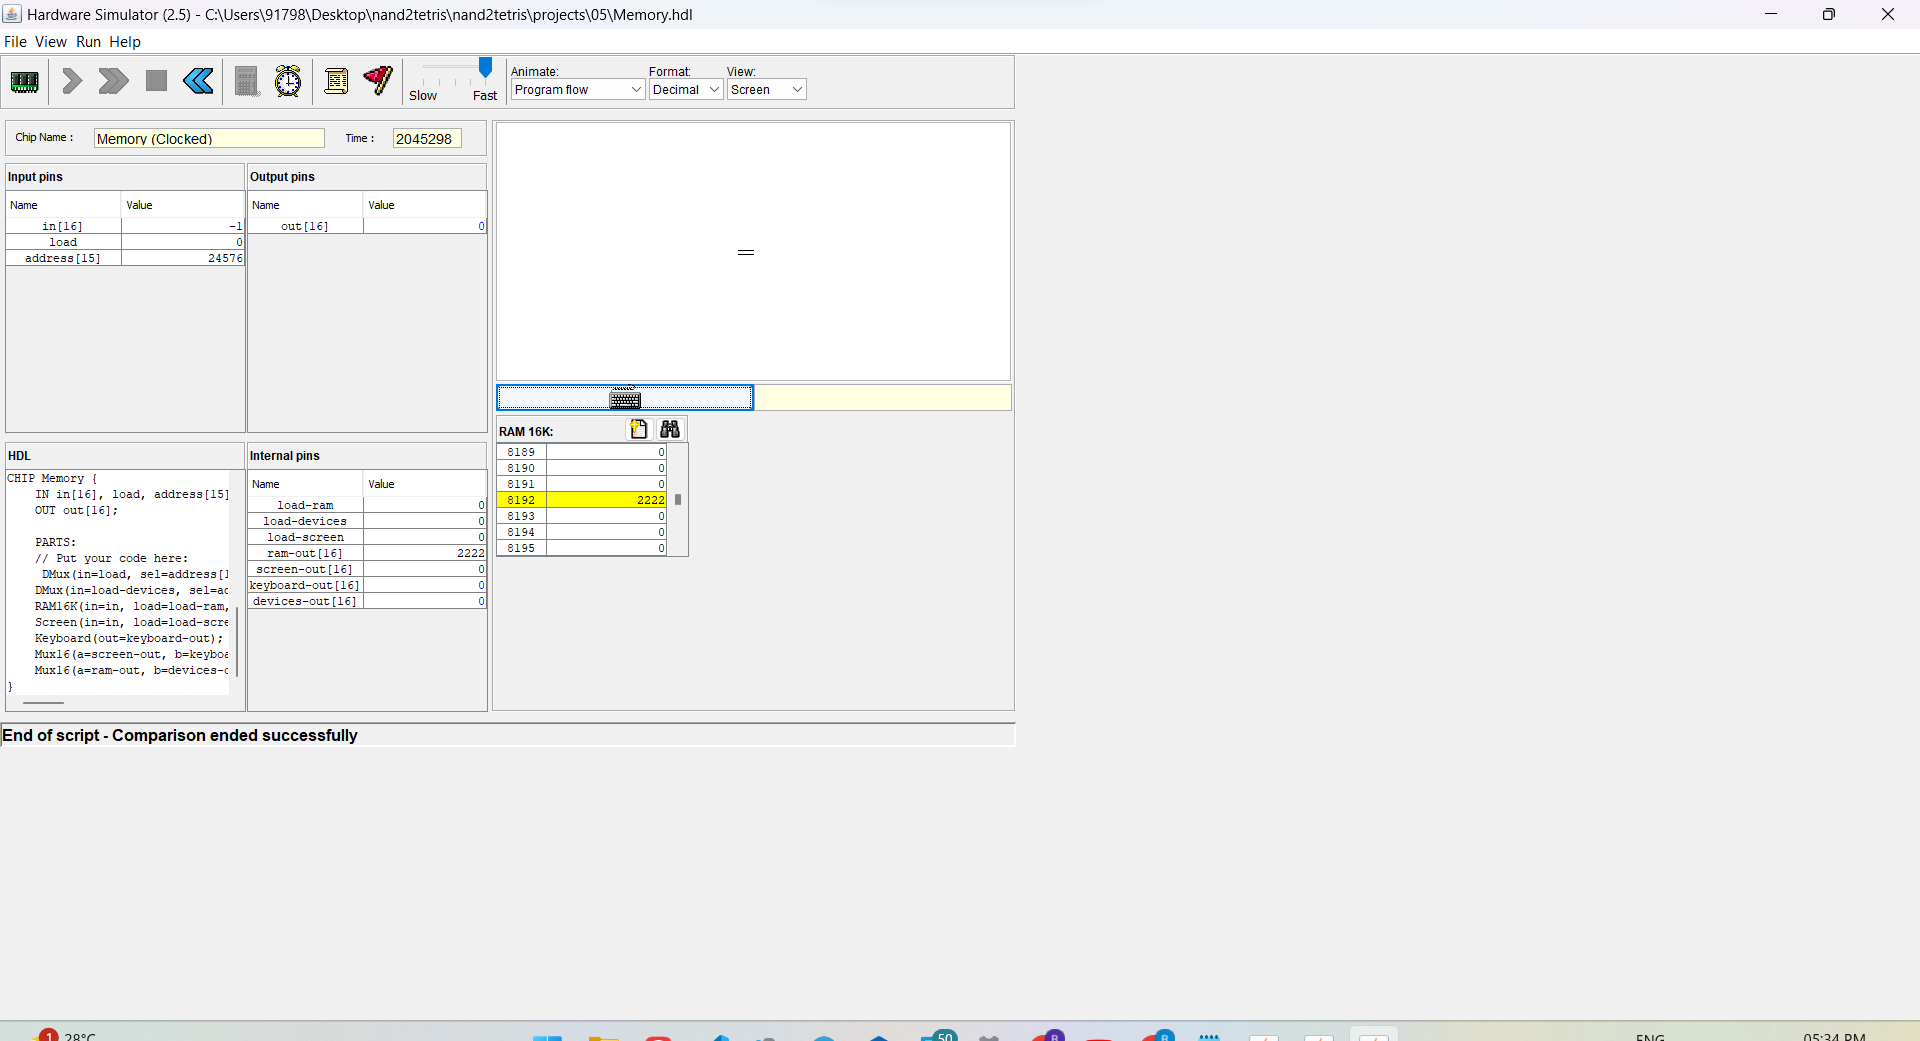 Hardware Simulator (2.5) - C:\Users\91798\Desktop\nand2tetris\nand2tetris\projects\05\Memory.hdl
File View Run Help
Slow Fast
Animate: Format: View:
Program flow Decimal Screen
Chip Name : Memory (Clocked) Time : 2045298
Input pins
Name Value
in[16] -1
load 0
address[15] 24576
Output pins
Name Value
out[16] 0
RAM 16K:
8189 0
8190 0
8191 0
8192 2222
8193 0
8194 0
8195 0
HDL
CHIP Memory {
IN in[16], load, address[15]
OUT out[16];
PARTS:
// Put your code here:
DMux(in=load, sel=address[1
DMux(in=load-devices, sel=ad
RAM16K(in=in, load=load-ram,
Screen(in=in, load=load-scre
Keyboard(out=keyboard-out);
Mux16(a=screen-out, b=keyboa
Mux16(a=ram-out, b=devices-o
}
Internal pins
Name Value
load-ram 0
load-devices 0
load-screen 0
ram-out[16] 2222
screen-out[16] 0
keyboard-out[16] 0
devices-out[16] 0
End of script - Comparison ended successfully
1 28°C
50
B
B
ENG
05:34 PM